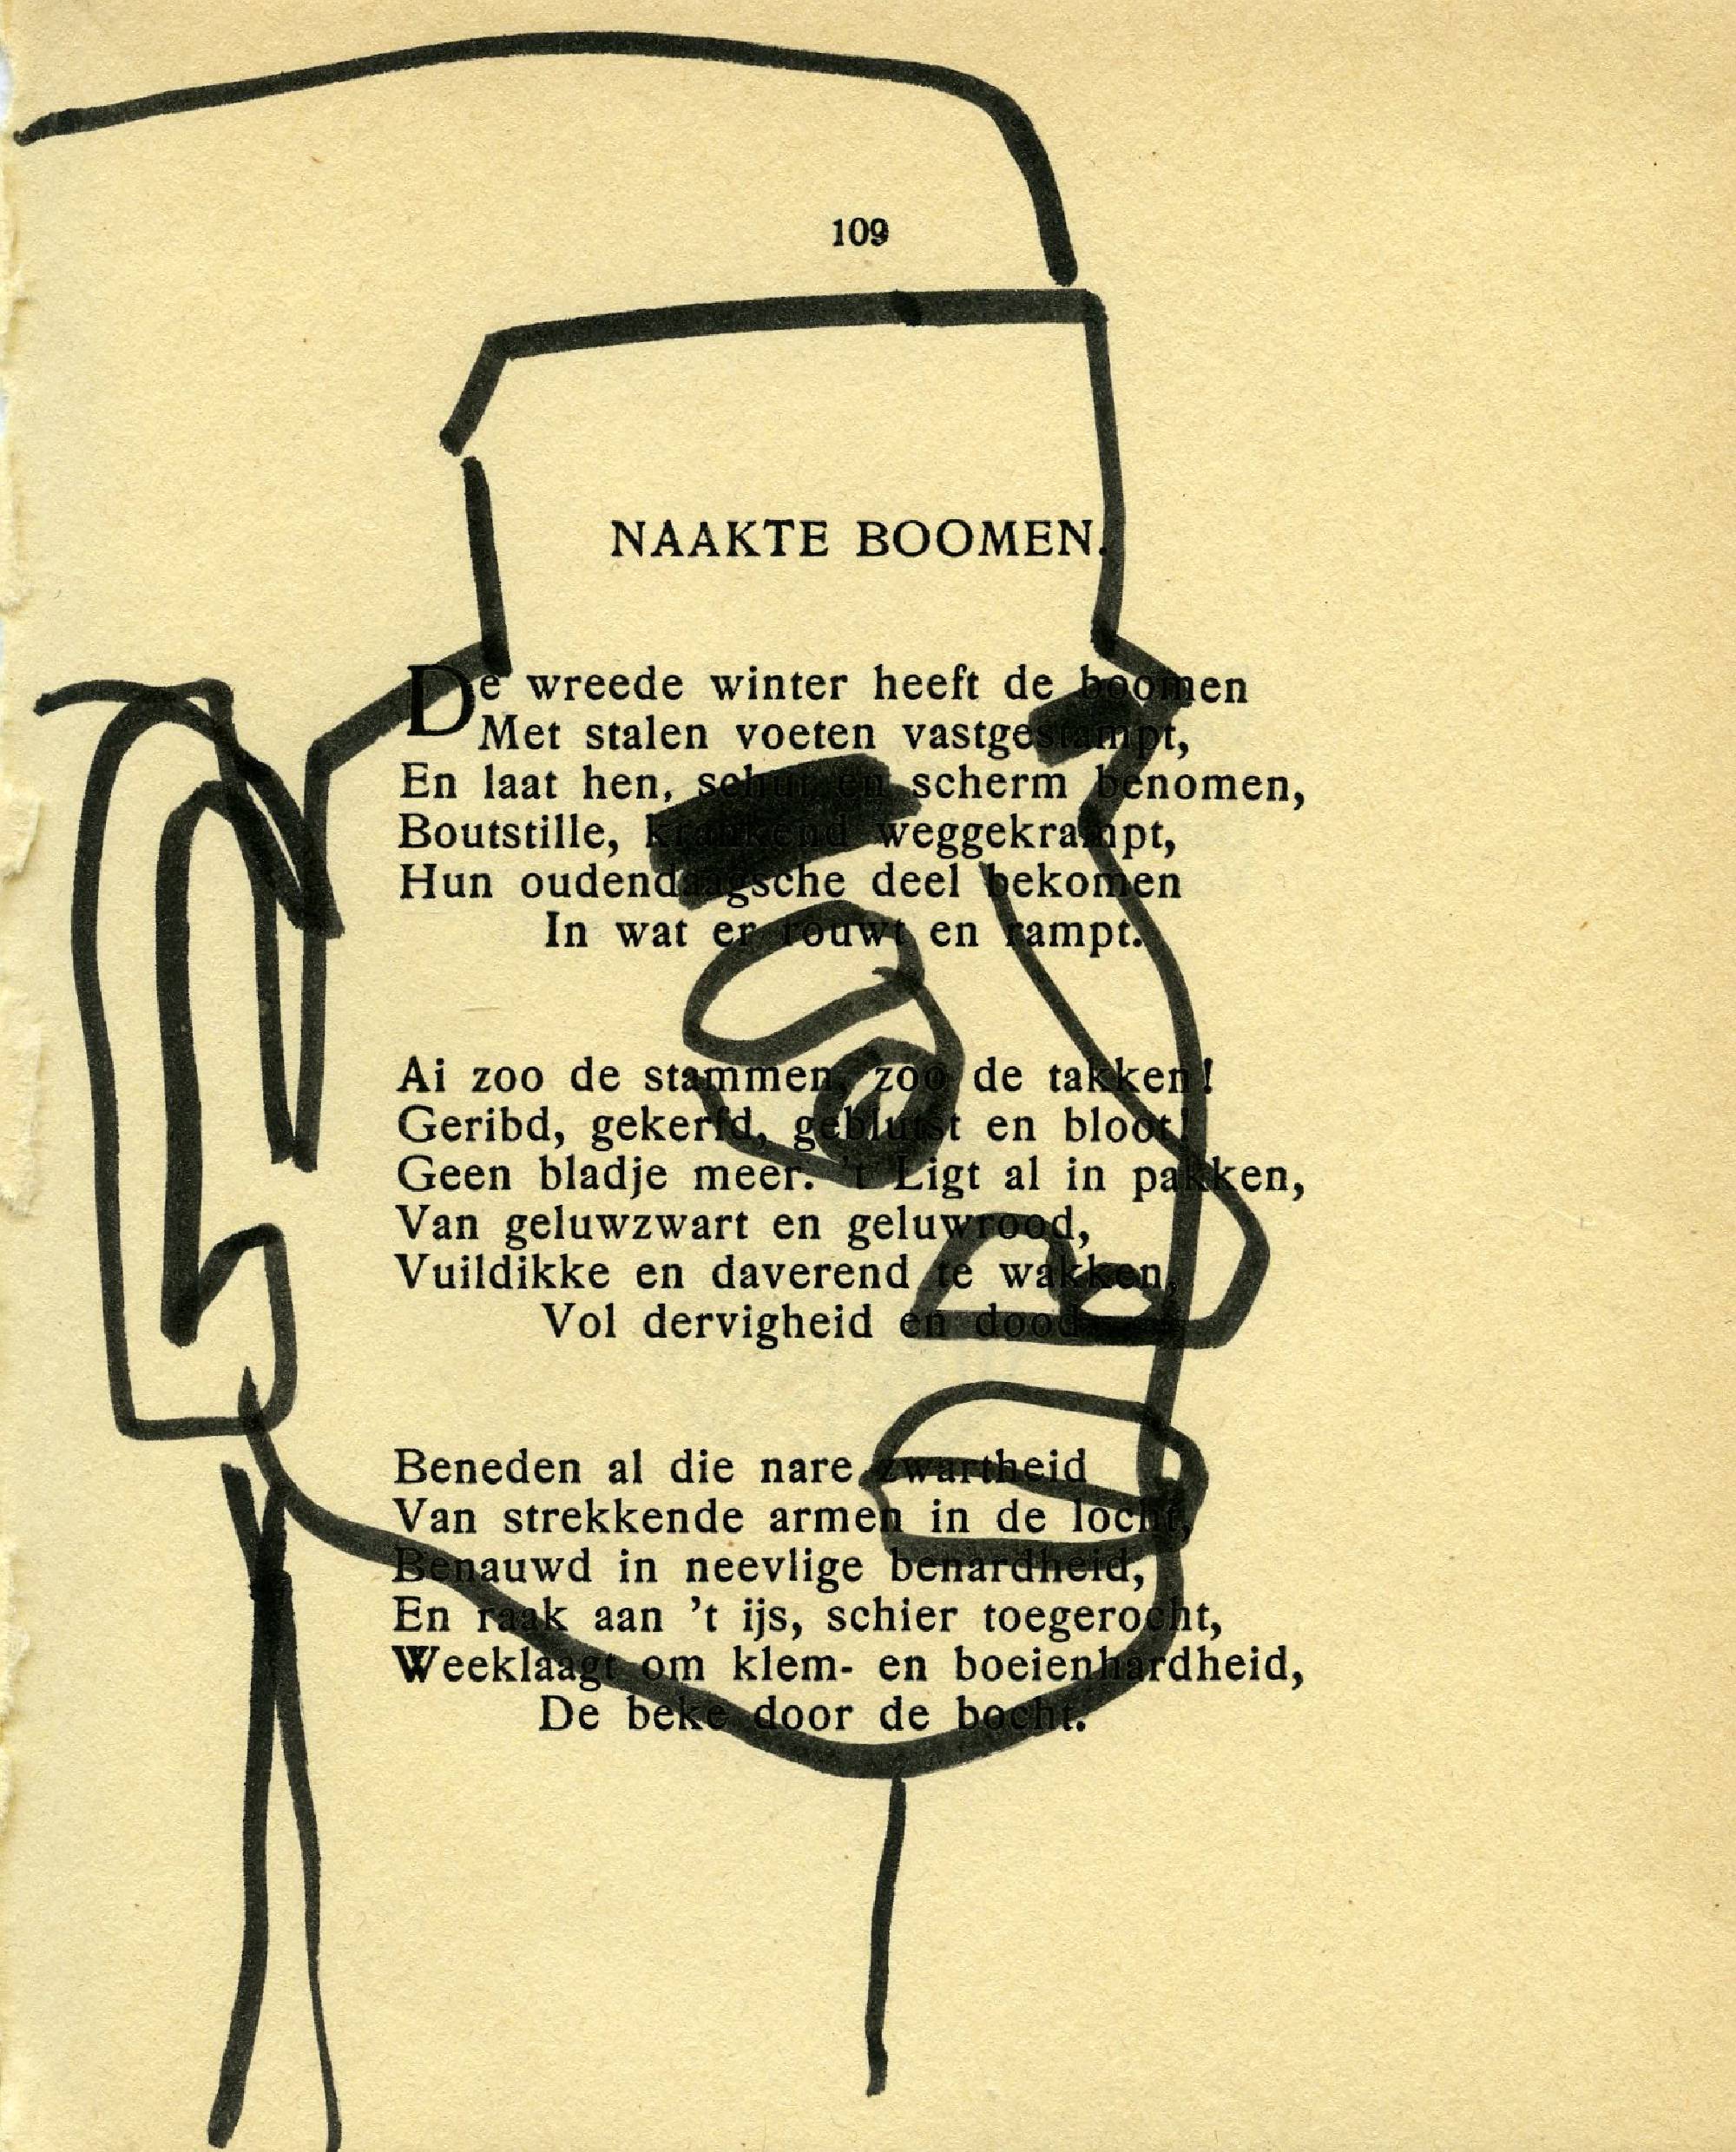 109
NAAKTE BOOMEN.
De wreede winter heeft de boomen
Met stalen voeten vastgestampt,
En laat hen, schut en scherm benomen,
Boutstille, krankend weggekrampt,
Hun oudendaagsche deel bekomen
In wat er rouwt en rampt.
Ai zoo de stammen, zoo de takken!
Geribd, gekerfd, geblutst en bloot!
Geen bladje meer. 't Ligt al in pakken,
Van geluwzwart en geluwrood,
Vuildikke en daverend te wakken,
Vol dervigheid en dood
Beneden al die nare zwartheid
Van strekkende armen in de locht,
Benauwd in neevlige benardheid,
En raak aan 't ijs, schier toegerocht,
Weeklaagt om klem- en boeienhardheid,
De beke door de bocht.